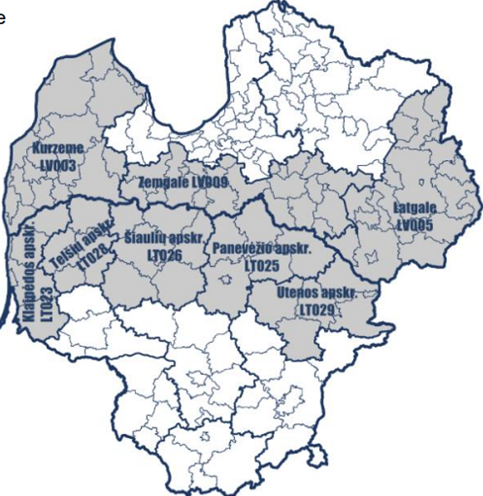 e
Kurzeme
LV003
Zemgale LV009
Latgale
LV005
Klaipėdos apskr.
LT023
Telšių apskr.
LT028
Šiaulių apskr.
LT026
Panevėžio apskr.
LT025
Utenos apskr.
LT029